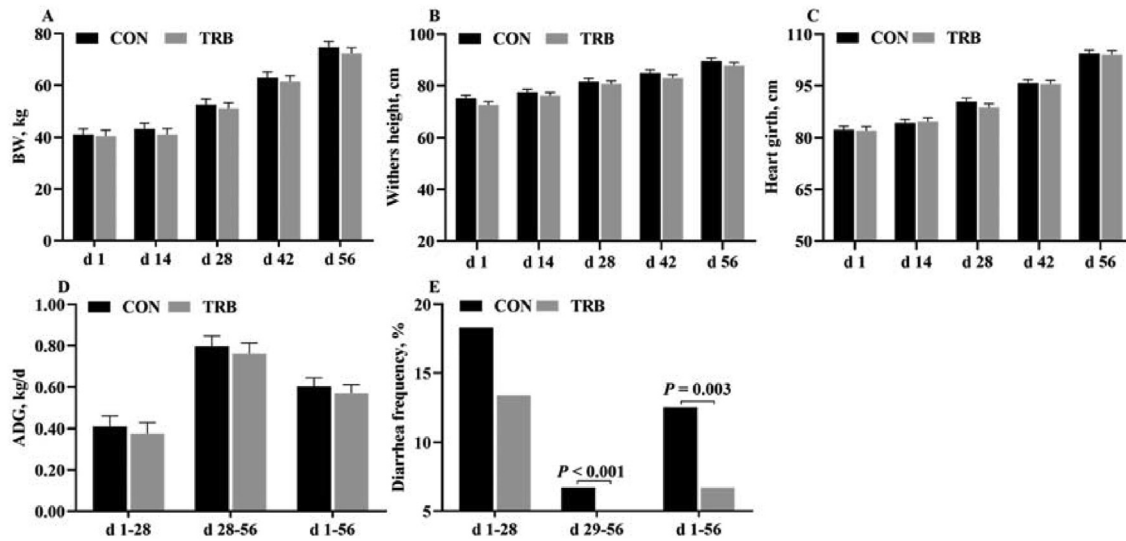 A
CON TRB
BW, kg
80
60
40
20
0
d 1 d 14 d 28 d 42 d 56
B
CON TRB
Withers height, cm
100
80
60
40
20
d 1 d 14 d 28 d 42 d 56
C
CON TRB
Heart girth, cm
110
95
80
65
50
d 1 d 14 d 28 d 42 d 56
D
CON TRB
ADG, kg/d
1.00
0.80
0.60
0.40
0.20
0.00
d 1-28 d 28-56 d 1-56
E
CON TRB
Diarrhea frequency, %
20
15
10
5
P = 0.003
P < 0.001
d 1-28 d 29-56 d 1-56